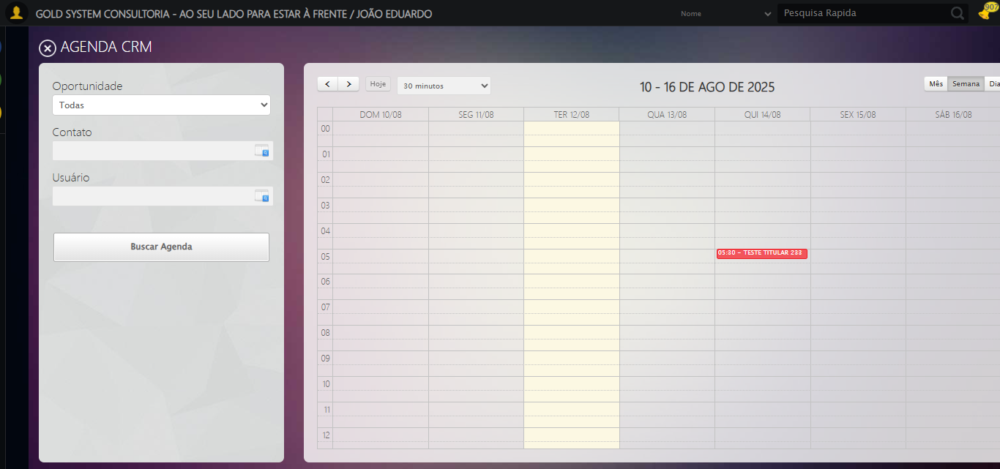 GOLD SYSTEM CONSULTORIA - AO SEU LADO PARA ESTAR À FRENTE / JOÃO EDUARDO
Nome
Pesquisa Rapida
907
AGENDA CRM
Oportunidade
Todas
Contato
Usuário
Buscar Agenda
Hoje
30 minutos
10 - 16 DE AGO DE 2025
Mês
Semana
Dia
DOM 10/08
SEG 11/08
TER 12/08
QUA 13/08
QUI 14/08
SEX 15/08
SÁB 16/08
00
01
02
03
04
05
05:30 - TESTE TITULAR 233
06
07
08
09
10
11
12